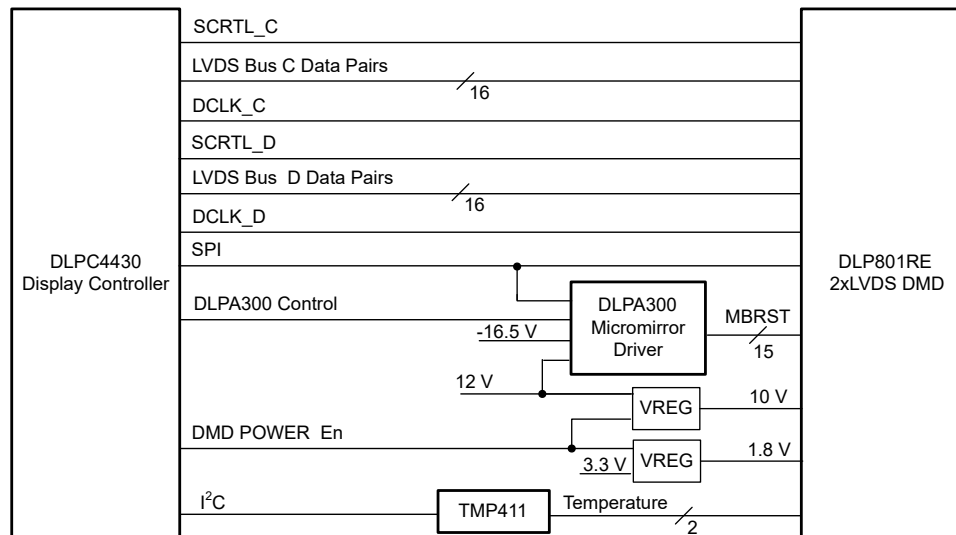 SCRTL_C
LVDS Bus C Data Pairs
16
DCLK_C
SCRTL_D
LVDS Bus  D Data Pairs
16
DCLK_D
SPI
DLPC4430
Display Controller
DLP801RE
2xLVDS DMD
DLPA300 Control
DLPA300
Micromirror
Driver
MBRST
15
-16.5 V
12 V
VREG
10 V
DMD POWER  En
3.3 V
VREG
1.8 V
I²C
TMP411
Temperature
2